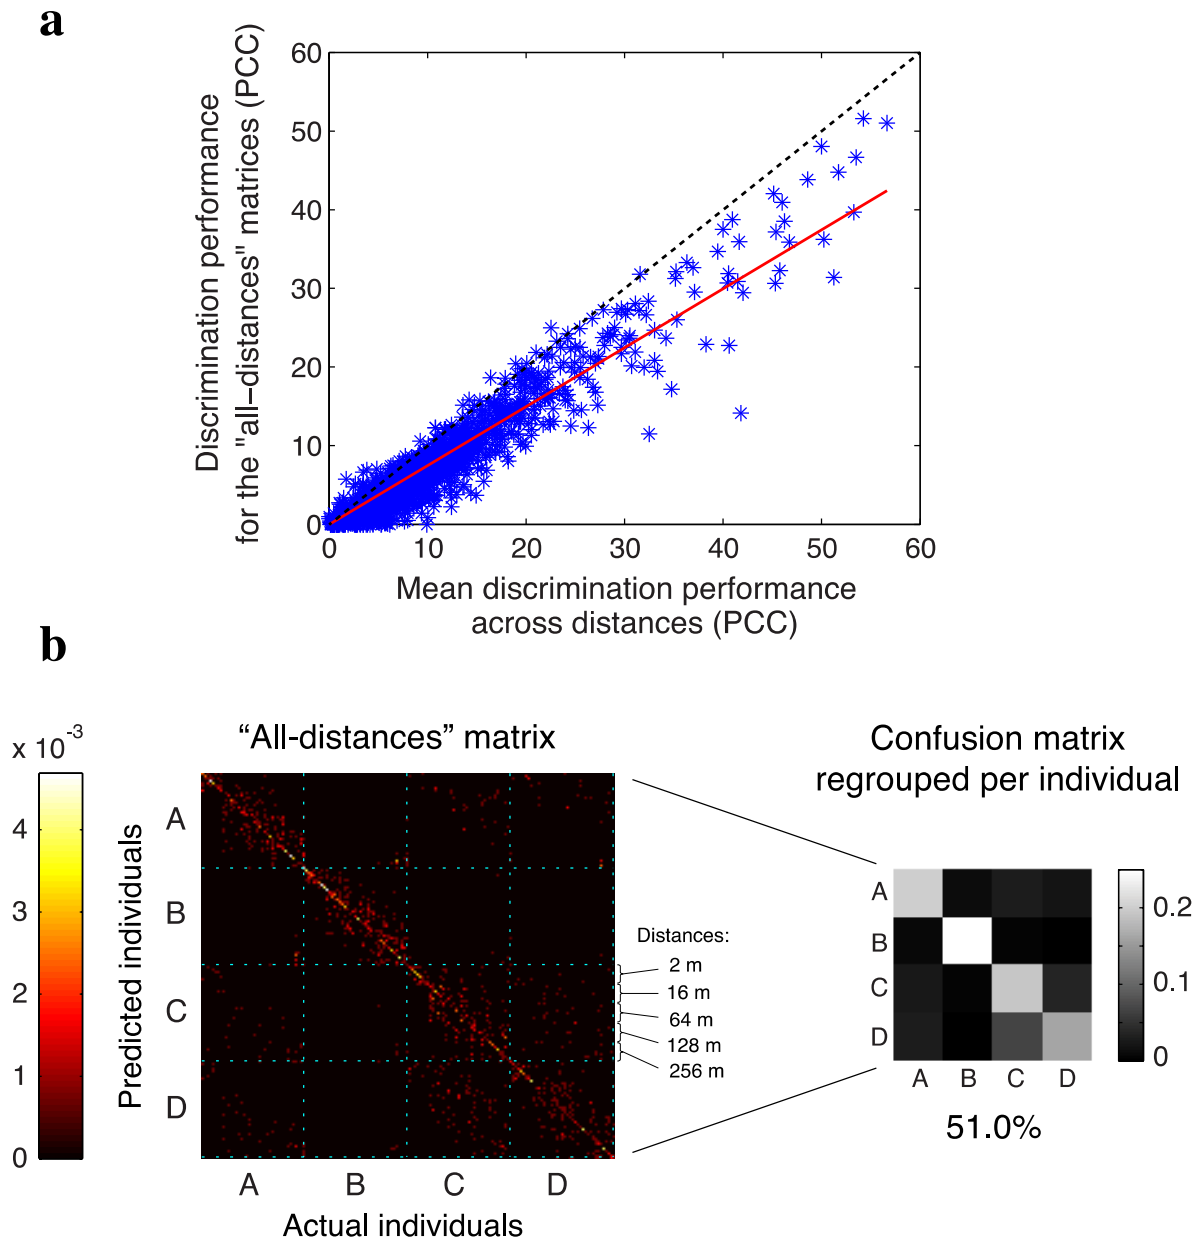 a
Discrimination performance
for the "all–distances" matrices (PCC)
60
50
40
30
20
10
0
0 10 20 30 40 50 60
Mean discrimination performance
across distances (PCC)
b
x 10⁻³
4
3
2
1
0
“All-distances” matrix
Predicted individuals
A
B
C
D
A B C D
Actual individuals
Distances:
2 m
16 m
64 m
128 m
256 m
Confusion matrix
regrouped per individual
A
B
C
D
A B C D
0.2
0.1
0
51.0%